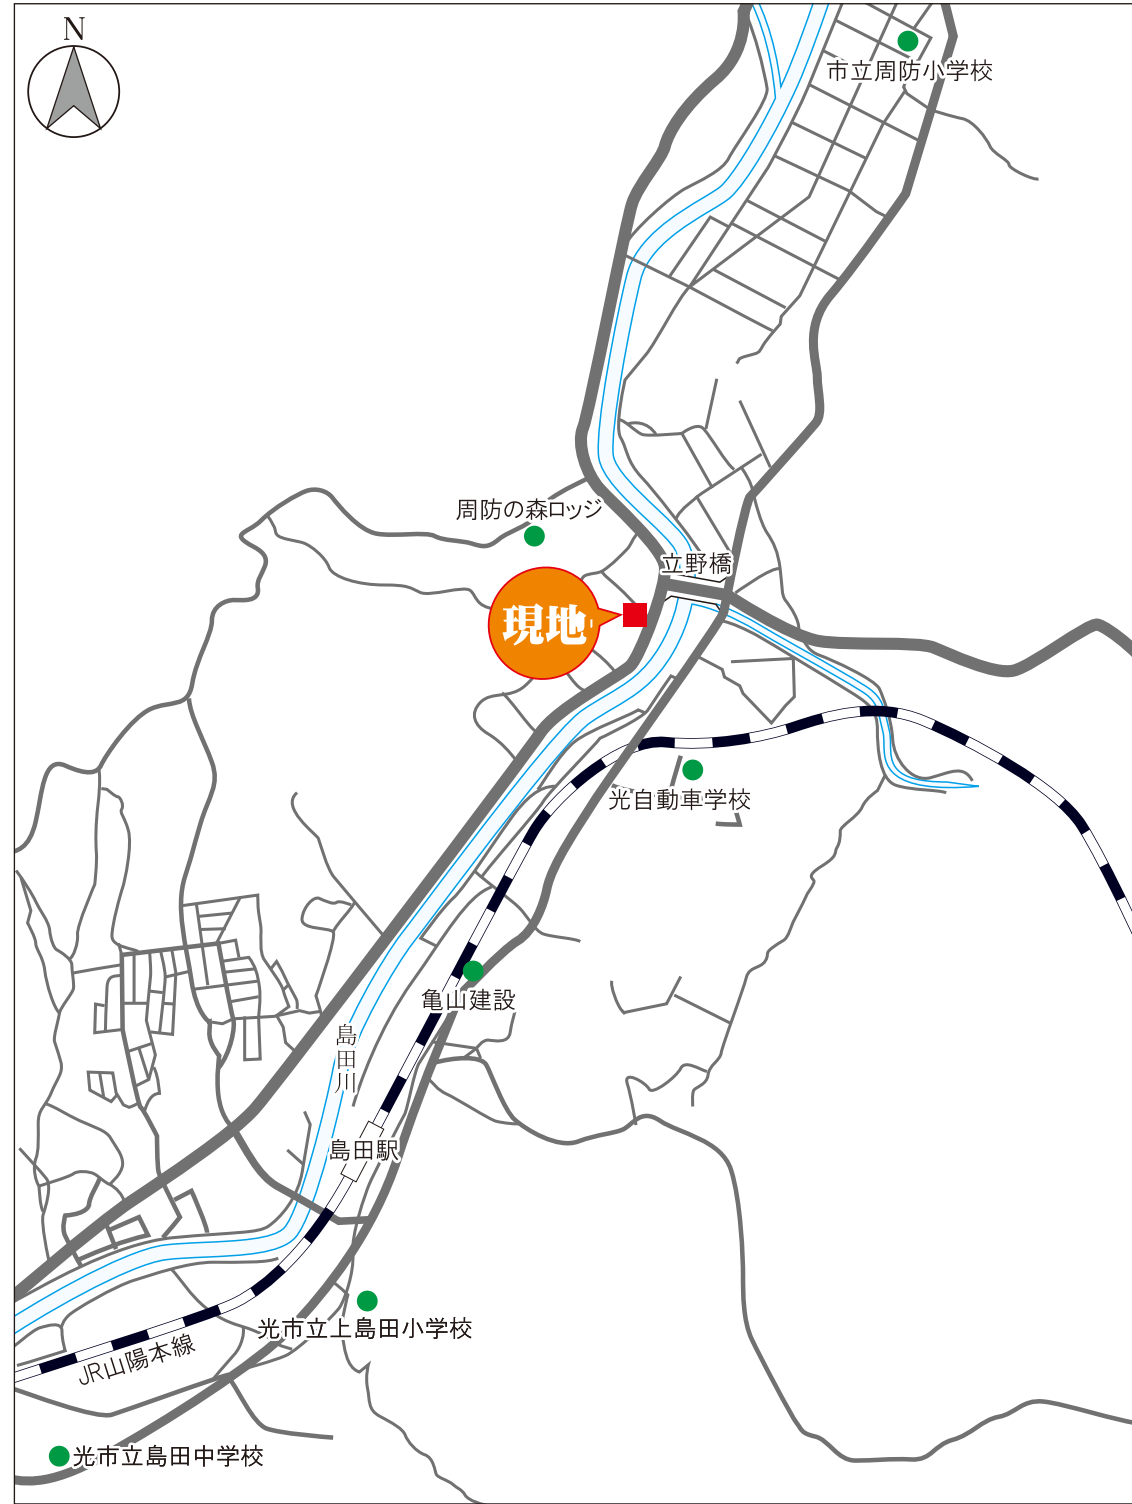 N
市立周防小学校
周防の森ロッジ
立野橋
現地
光自動車学校
亀山建設
島田川
島田駅
光市立上島田小学校
JR山陽本線
光市立島田中学校